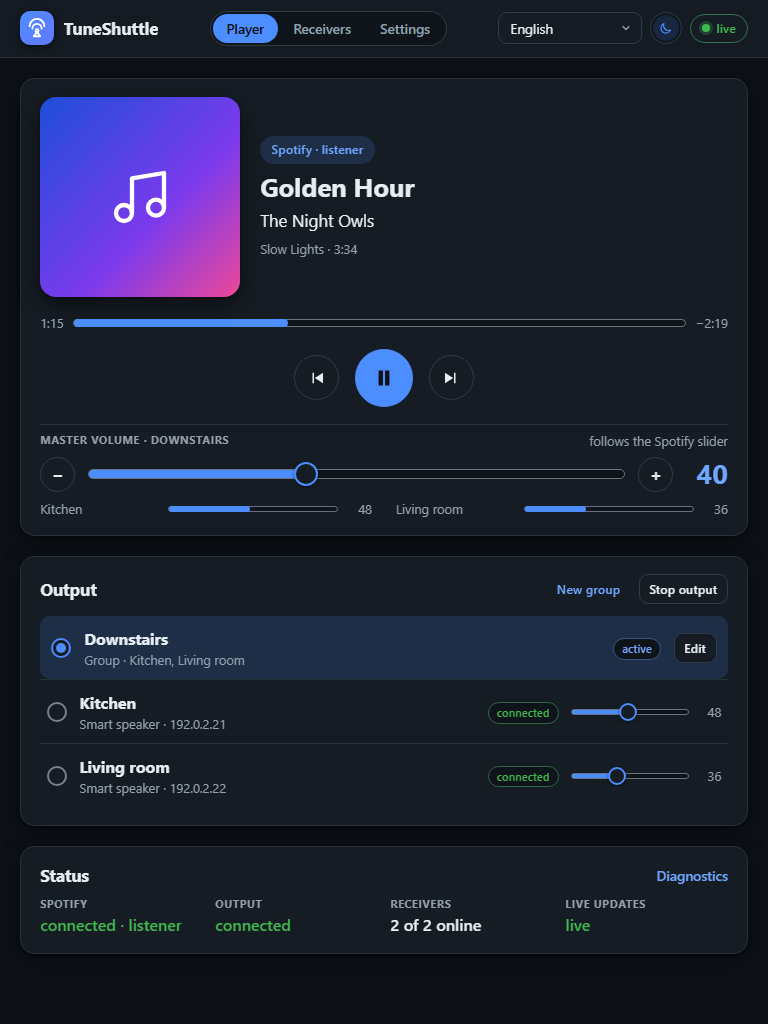 TuneShuttle
Player Receivers Settings
English
live
Spotify · listener
Golden Hour
The Night Owls
Slow Lights · 3:34
1:15 −2:19
MASTER VOLUME · DOWNSTAIRS follows the Spotify slider
− + 40
Kitchen 48 Living room 36
Output New group Stop output
Downstairs
Group · Kitchen, Living room
active Edit
Kitchen
Smart speaker · 192.0.2.21
connected 48
Living room
Smart speaker · 192.0.2.22
connected 36
Status Diagnostics
SPOTIFY OUTPUT RECEIVERS LIVE UPDATES
connected · listener connected 2 of 2 online live